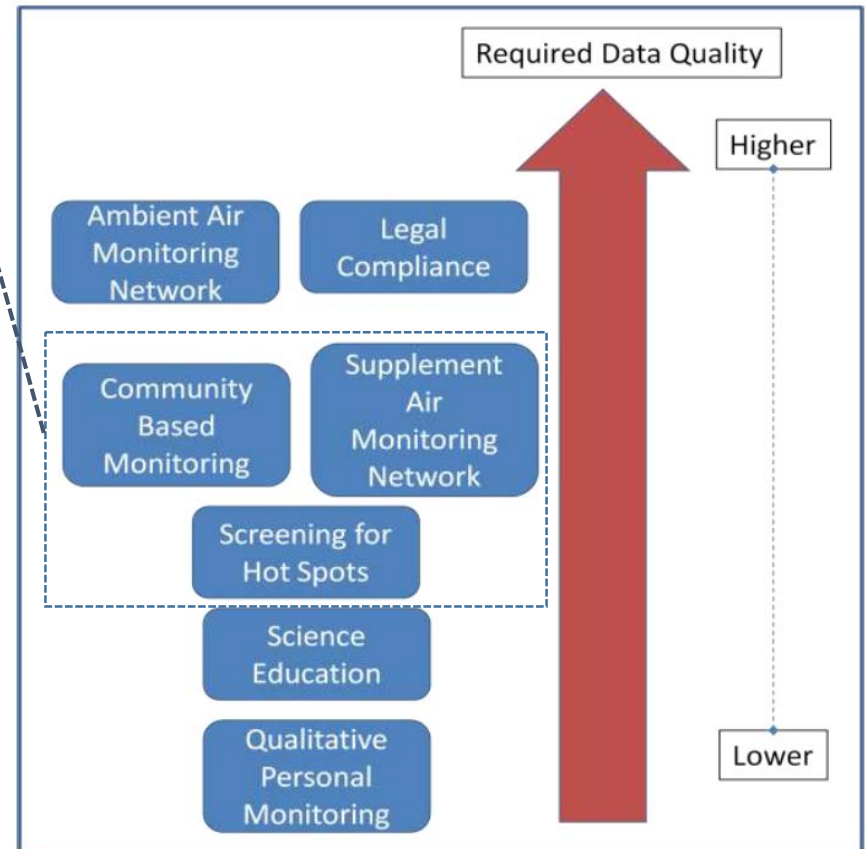 Required Data Quality
Higher
Ambient Air
Monitoring
Network
Legal
Compliance
Community
Based
Monitoring
Supplement
Air
Monitoring
Network
Screening for
Hot Spots
Science
Education
Qualitative
Personal
Monitoring
Lower